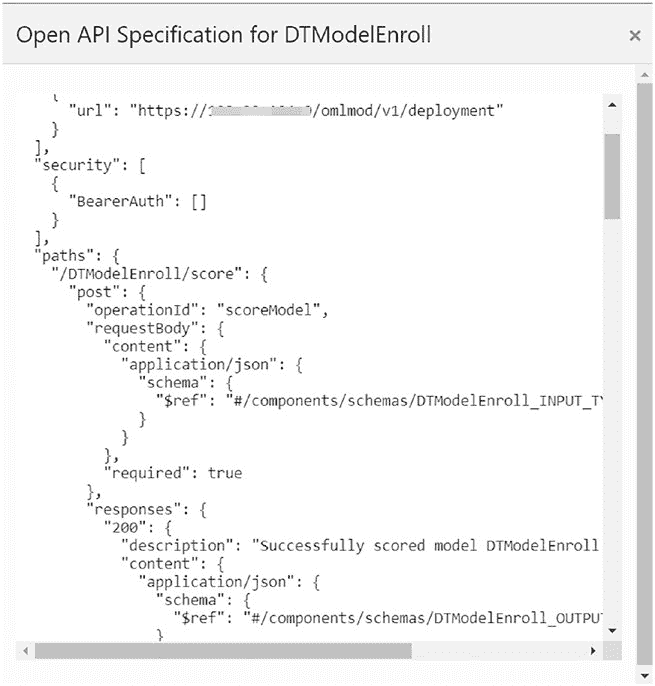 Open API Specification for DTModelEnroll
×
{
"url": "https:// /omlmod/v1/deployment"
}
],
"security": [
{
"BearerAuth": []
}
],
"paths": {
"/DTModelEnroll/score": {
"post": {
"operationId": "scoreModel",
"requestBody": {
"content": {
"application/json": {
"schema": {
"$ref": "#/components/schemas/DTModelEnroll_INPUT_TY
}
}
},
"required": true
},
"responses": {
"200": {
"description": "Successfully scored model DTModelEnroll
"content": {
"application/json": {
"schema": {
"$ref": "#/components/schemas/DTModelEnroll_OUTPUT
}